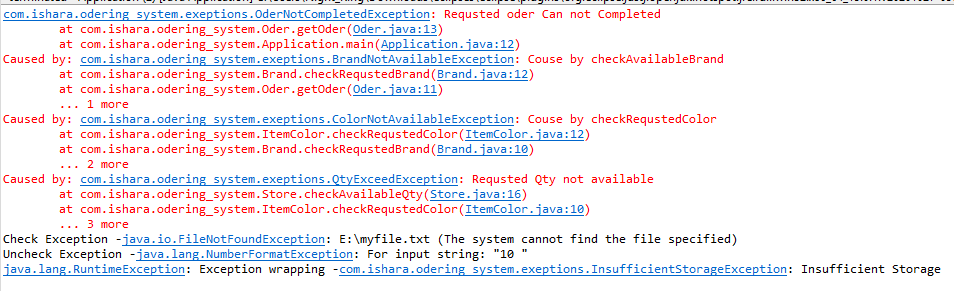 com.ishara.odering_system.exeptions.OderNotCompletedException: Requsted oder Can not Completed
at com.ishara.odering_system.Oder.getOder(Oder.java:13)
at com.ishara.odering_system.Application.main(Application.java:12)
Caused by: com.ishara.odering_system.exeptions.BrandNotAvailableException: Couse by checkAvailableBrand
at com.ishara.odering_system.Brand.checkRequstedBrand(Brand.java:12)
at com.ishara.odering_system.Oder.getOder(Oder.java:11)
... 1 more
Caused by: com.ishara.odering_system.exeptions.ColorNotAvailableException: Couse by checkRequstedColor
at com.ishara.odering_system.ItemColor.checkRequstedColor(ItemColor.java:12)
at com.ishara.odering_system.Brand.checkRequstedBrand(Brand.java:10)
... 2 more
Caused by: com.ishara.odering_system.exeptions.QtyExceedException: Requsted Qty not available
at com.ishara.odering_system.Store.checkAvailableQty(Store.java:16)
at com.ishara.odering_system.ItemColor.checkRequstedColor(ItemColor.java:10)
... 3 more
Check Exception -java.io.FileNotFoundException: E:\myfile.txt (The system cannot find the file specified)
Uncheck Exception -java.lang.NumberFormatException: For input string: "10 "
java.lang.RuntimeException: Exception wrapping -com.ishara.odering_system.exeptions.InsufficientStorageException: Insufficient Storage